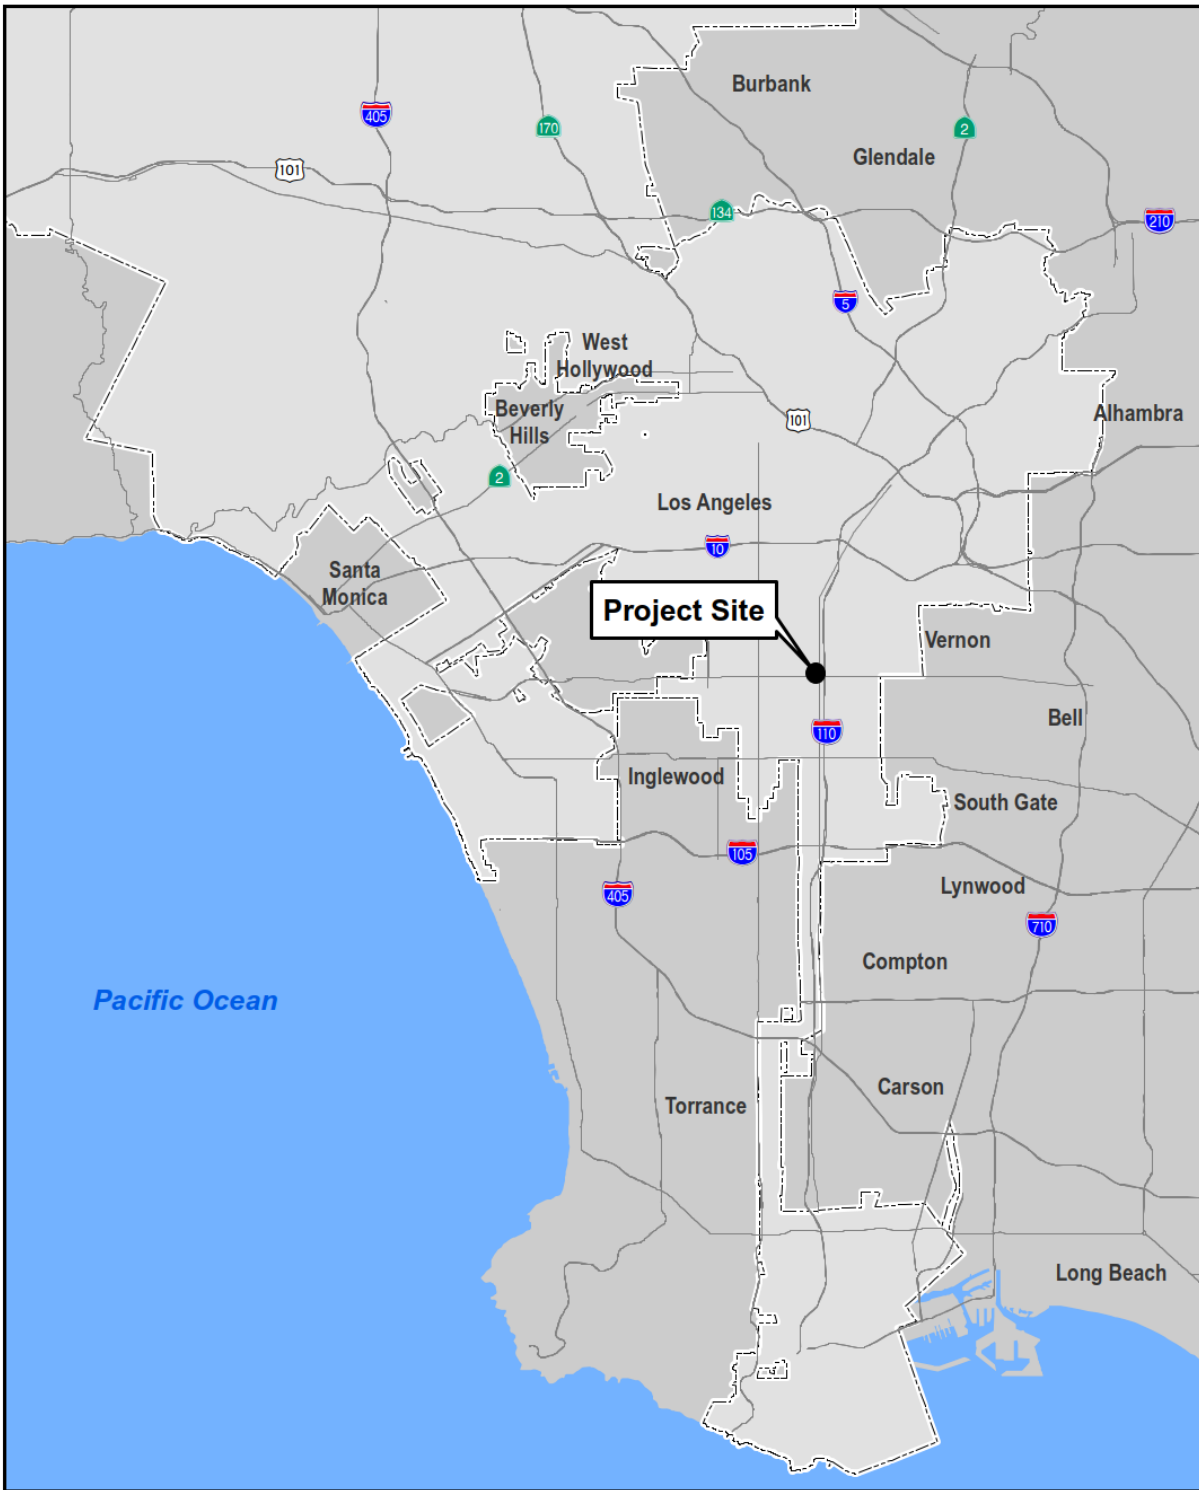 Burbank
405
170
2
Glendale
101
134
210
5
West
Hollywood
Beverly
Hills
101
Alhambra
2
Los Angeles
10
Santa
Monica
Project Site
Vernon
Bell
110
Inglewood
South Gate
105
405
Lynwood
710
Compton
Pacific Ocean
Carson
Torrance
Long Beach